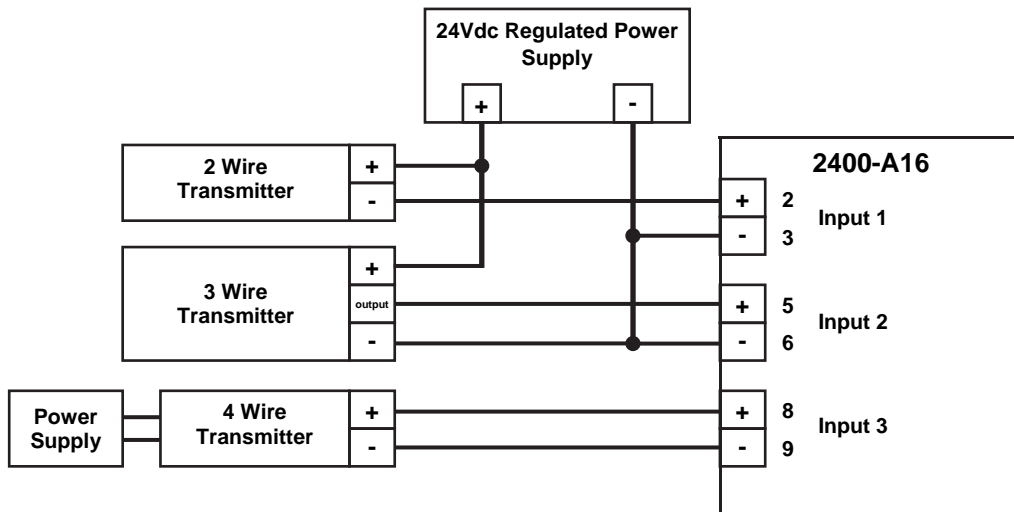 24Vdc Regulated Power
Supply
+
-
2 Wire
Transmitter
+
-
3 Wire
Transmitter
+
output
-
Power
Supply
4 Wire
Transmitter
+
-
2400-A16
+
2
-
3
Input 1
+
5
-
6
Input 2
+
8
-
9
Input 3